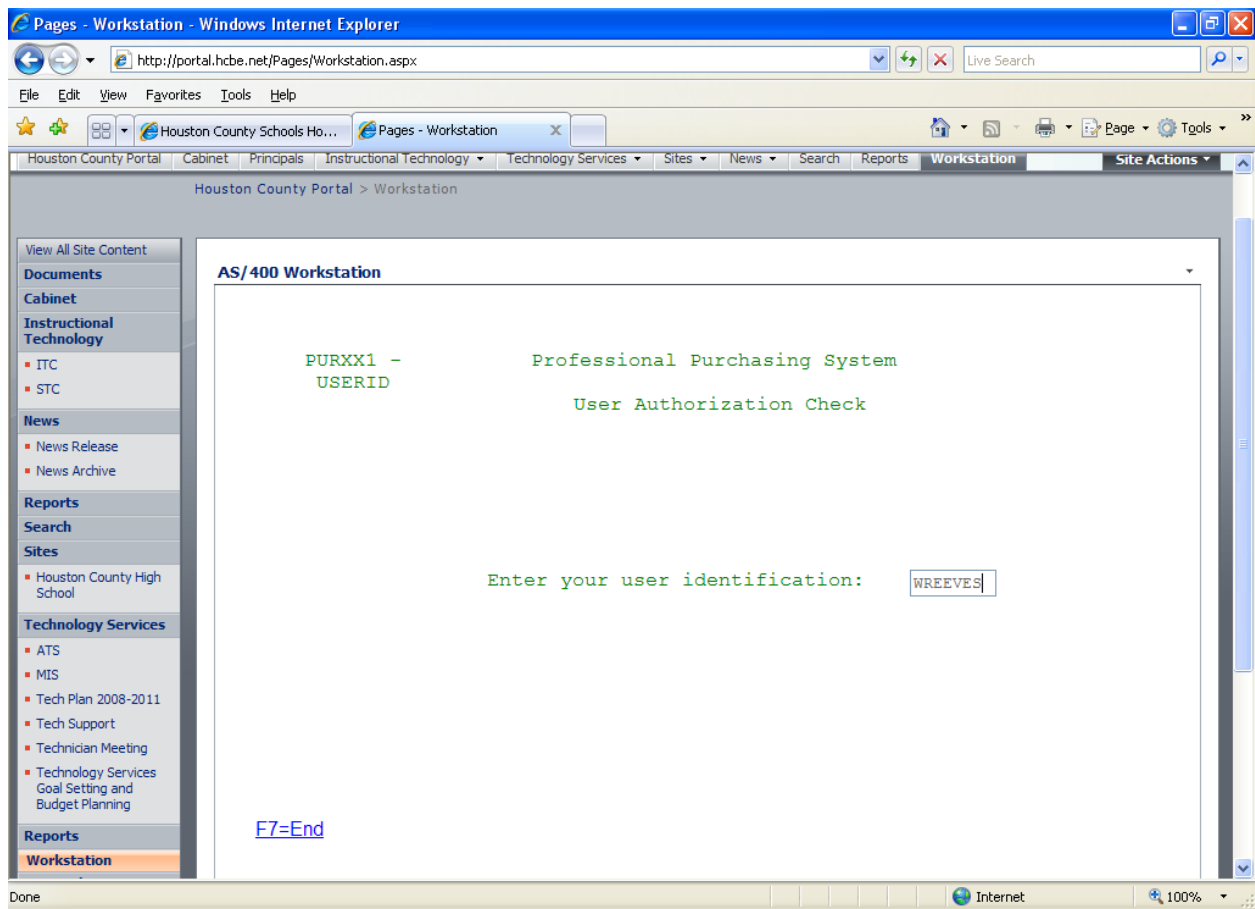 Pages - Workstation - Windows Internet Explorer
http://portal.hcbe.net/Pages/Workstation.aspx
Live Search
File Edit View Favorites Tools Help
Houston County Schools Ho...
Pages - Workstation
Page
Tools
Houston County Portal Cabinet Principals Instructional Technology Technology Services Sites News Search Reports Workstation Site Actions
Houston County Portal > Workstation
View All Site Content
Documents
Cabinet
Instructional
Technology
ITC
STC
News
News Release
News Archive
Reports
Search
Sites
Houston County High
School
Technology Services
ATS
MIS
Tech Plan 2008-2011
Tech Support
Technician Meeting
Technology Services
Goal Setting and
Budget Planning
Reports
Workstation
AS/400 Workstation
PURXX1 - Professional Purchasing System
USERID
User Authorization Check
Enter your user identification: WREEVES
F7=End
Done
Internet
100%